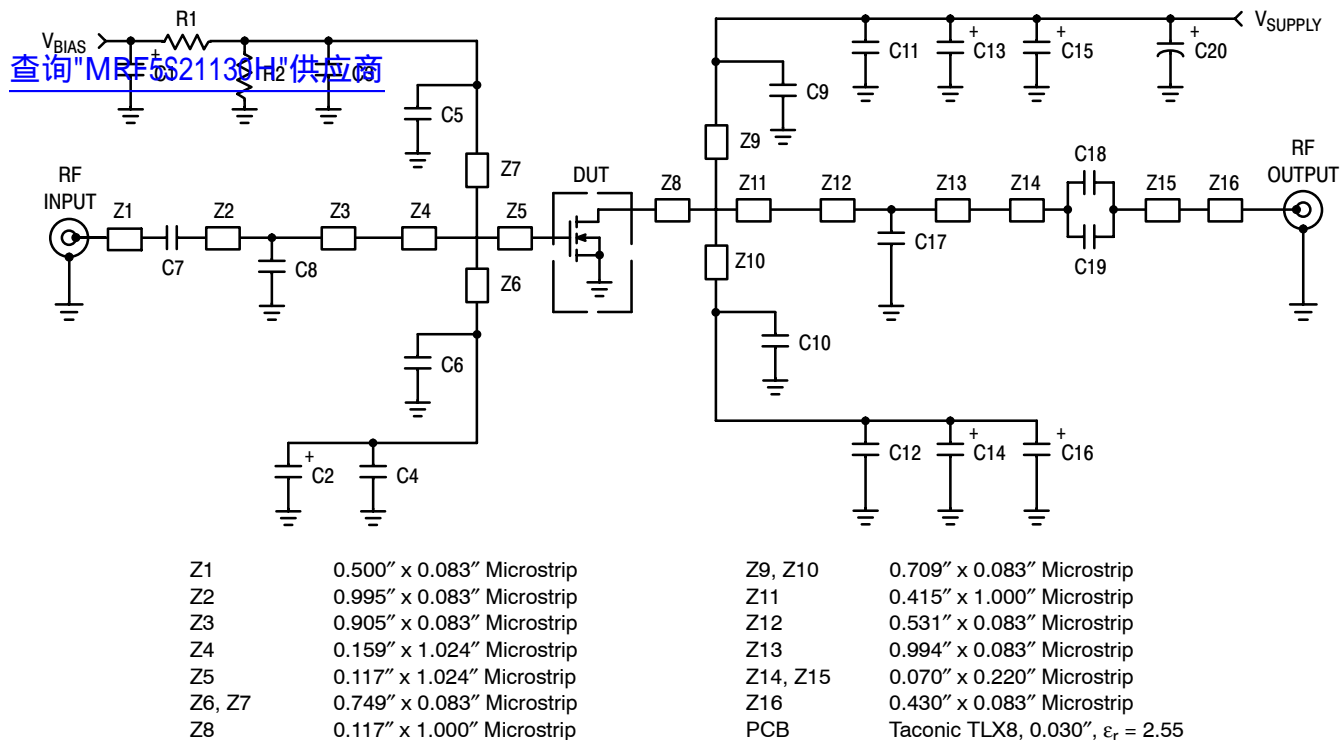 R1
V_BIAS
+
C1
R2
C3
查询"MRF5S21130H"供应商
C5
Z7
RF
INPUT
Z1
Z2
Z3
Z4
Z5
DUT
C7
C8
Z6
C6
+
C2
C4
V_SUPPLY
C11
+
C13
+
C15
+
C20
C9
Z9
Z8
Z11
Z12
Z13
Z14
C18
Z15
Z16
RF
OUTPUT
C17
C19
Z10
C10
C12
+
C14
+
C16
Z1 0.500″ x 0.083″ Microstrip
Z2 0.995″ x 0.083″ Microstrip
Z3 0.905″ x 0.083″ Microstrip
Z4 0.159″ x 1.024″ Microstrip
Z5 0.117″ x 1.024″ Microstrip
Z6, Z7 0.749″ x 0.083″ Microstrip
Z8 0.117″ x 1.000″ Microstrip
Z9, Z10 0.709″ x 0.083″ Microstrip
Z11 0.415″ x 1.000″ Microstrip
Z12 0.531″ x 0.083″ Microstrip
Z13 0.994″ x 0.083″ Microstrip
Z14, Z15 0.070″ x 0.220″ Microstrip
Z16 0.430″ x 0.083″ Microstrip
PCB Taconic TLX8, 0.030″, εr = 2.55